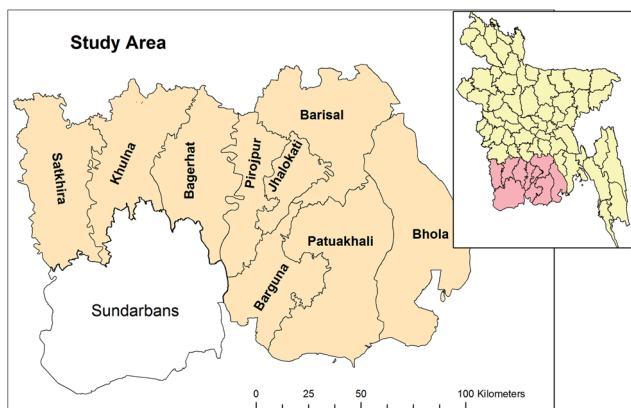 Study Area
Barisal
Satkhira
Khulna
Bagerhat
Pirojpur
Jhalokati
Patuakhali
Bhola
Barguna
Sundarbans
0 25 50 100 Kilometers